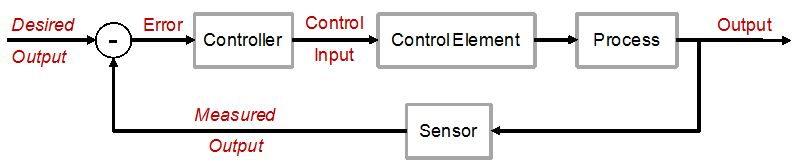 Desired
Output
-
Error
Controller
Control
Input
Control Element
Process
Output
Measured
Output
Sensor